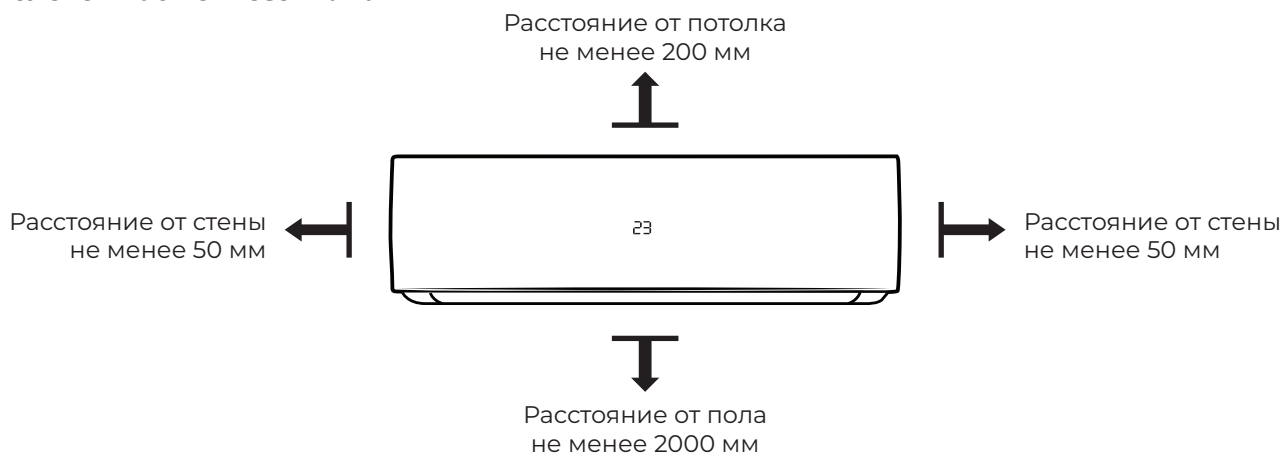 Расстояние от потолка
не менее 200 мм
Расстояние от стены
не менее 50 мм
23
Расстояние от стены
не менее 50 мм
Расстояние от пола
не менее 2000 мм